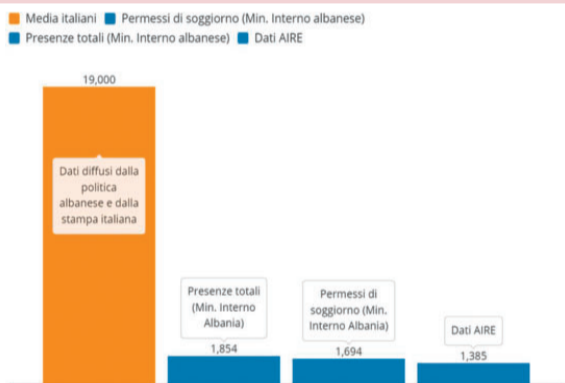 Media italiani Permessi di soggiorno (Min. Interno albanese)
Presenze totali (Min. Interno albanese) Dati AIRE
19,000
Dati diffusi dalla
politica
albanese e dalla
stampa italiana
Presenze totali
(Min. Interno
Albania)
1,854
Permessi di
soggiorno (Min.
Interno Albania)
1,694
Dati AIRE
1,385